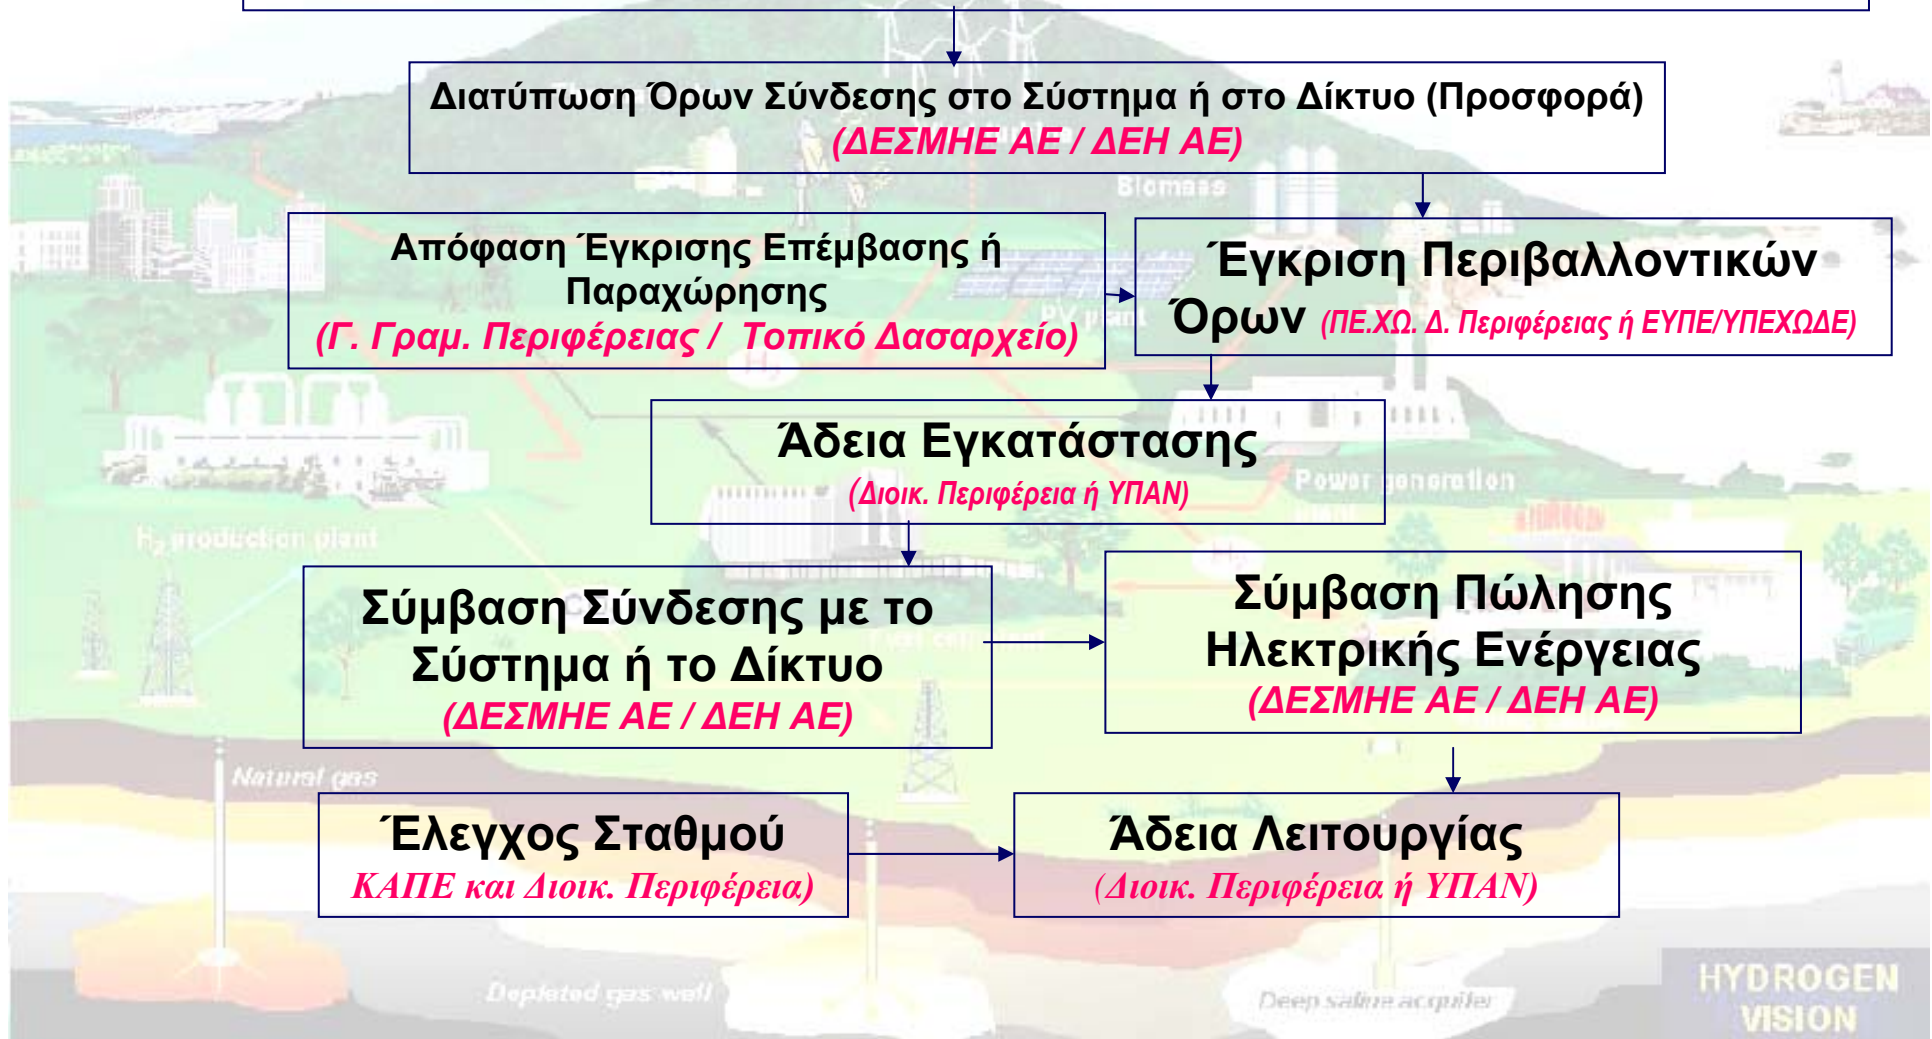 Διατύπωση Όρων Σύνδεσης στο Σύστημα ή στο Δίκτυο (Προσφορά)
(ΔΕΣΜΗΕ ΑΕ / ΔΕΗ ΑΕ)
Biomass
Απόφαση Έγκρισης Επέμβασης ή
Παραχώρησης
(Γ. Γραμ. Περιφέρειας / Τοπικό Δασαρχείο)
PV plant
Έγκριση Περιβαλλοντικών
Όρων (ΠΕ.ΧΩ. Δ. Περιφέρειας ή ΕΥΠΕ/ΥΠΕΧΩΔΕ)
H₂
Άδεια Εγκατάστασης
(Διοικ. Περιφέρεια ή ΥΠΑΝ)
Power generation
H₂ production plant
Σύμβαση Σύνδεσης με το
Σύστημα ή το Δίκτυο
(ΔΕΣΜΗΕ ΑΕ / ΔΕΗ ΑΕ)
Σύμβαση Πώλησης
Ηλεκτρικής Ενέργειας
(ΔΕΣΜΗΕ ΑΕ / ΔΕΗ ΑΕ)
Natural gas
Έλεγχος Σταθμού
ΚΑΠΕ και Διοικ. Περιφέρεια)
Άδεια Λειτουργίας
(Διοικ. Περιφέρεια ή ΥΠΑΝ)
Depleted gas well
Deep saline acquifer
HYDROGEN
VISION